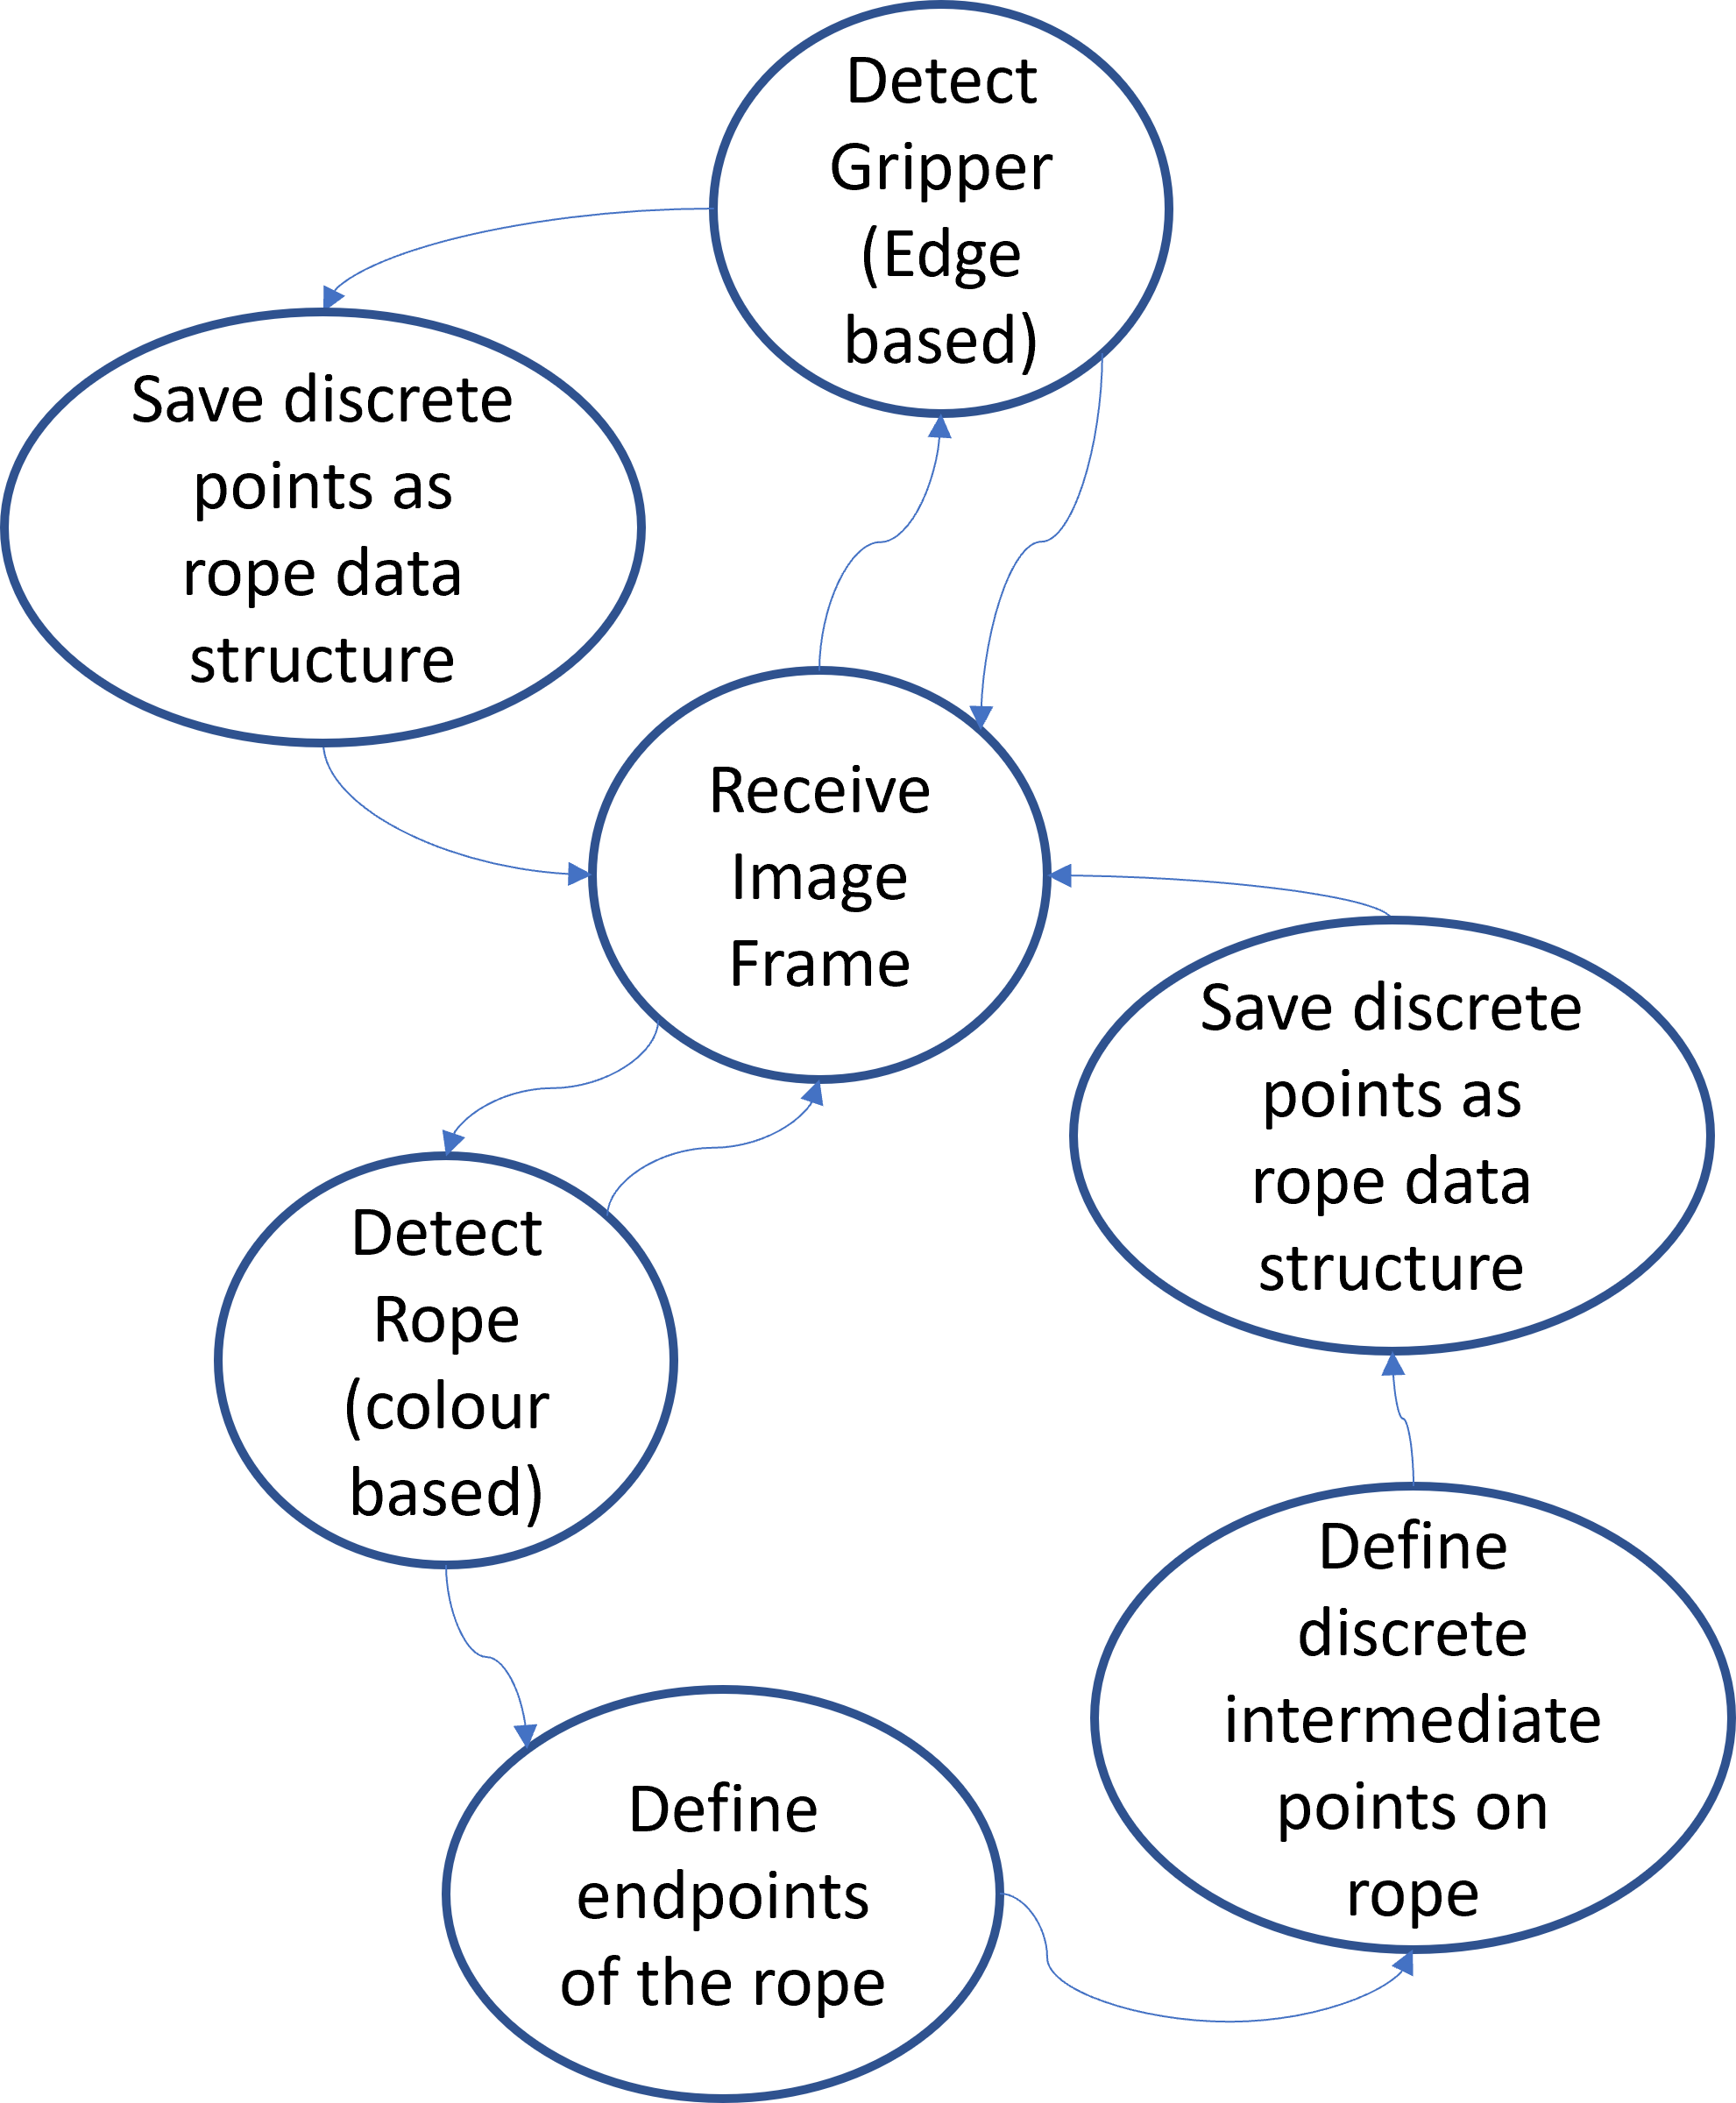 Detect
Gripper
(Edge
based)
Save discrete
points as
rope data
structure
Receive
Image
Frame
Save discrete
points as
rope data
structure
Detect
Rope
(colour
based)
Define
discrete
intermediate
points on
rope
Define
endpoints
of the rope